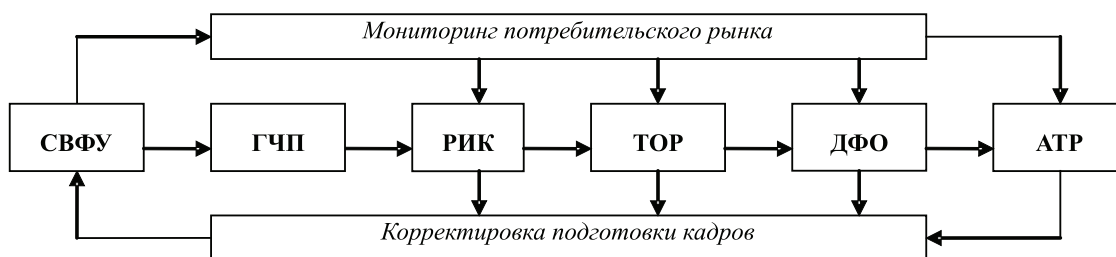 Мониторинг потребительского рынка
СВФУ
ГЧП
РИК
ТОР
ДФО
АТР
Корректировка подготовки кадров